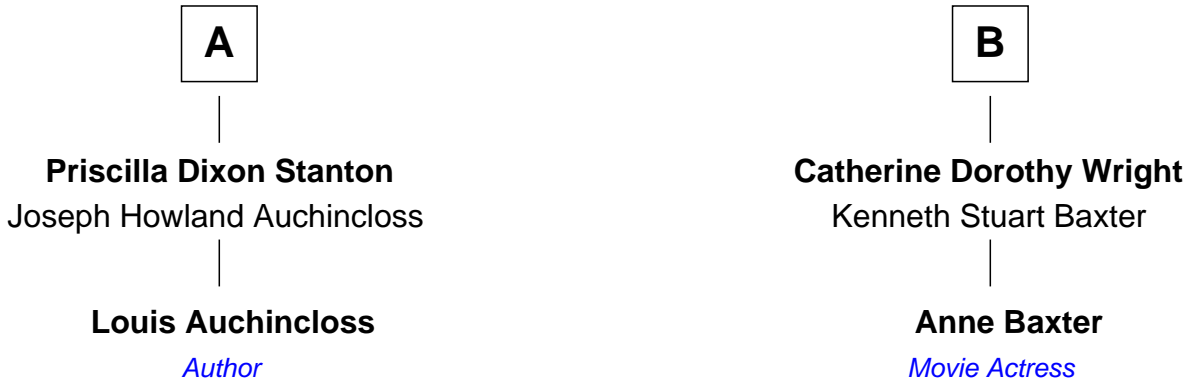 A
Priscilla Dixon Stanton
Joseph Howland Auchincloss
Louis Auchincloss
Author
B
Catherine Dorothy Wright
Kenneth Stuart Baxter
Anne Baxter
Movie Actress